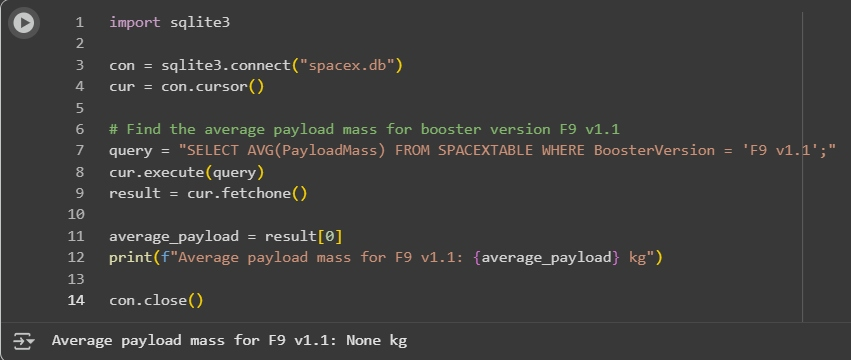 1 import sqlite3
2
3 con = sqlite3.connect("spacex.db")
4 cur = con.cursor()
5
6 # Find the average payload mass for booster version F9 v1.1
7 query = "SELECT AVG(PayloadMass) FROM SPACEXTABLE WHERE BoosterVersion = 'F9 v1.1';"
8 cur.execute(query)
9 result = cur.fetchone()
10
11 average_payload = result[0]
12 print(f"Average payload mass for F9 v1.1: {average_payload} kg")
13
14 con.close()
Average payload mass for F9 v1.1: None kg